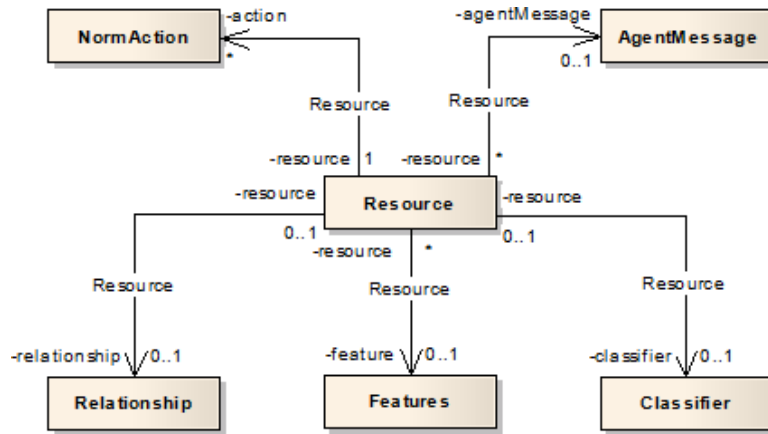 -action
-agentMessage
NormAction
AgentMessage
*
0..1
Resource
Resource
-resource
1
-resource
*
-resource
Resource
-resource
0..1
-resource
*
0..1
Resource
Resource
Resource
-relationship
0..1
-feature
0..1
-classifier
0..1
Relationship
Features
Classifier